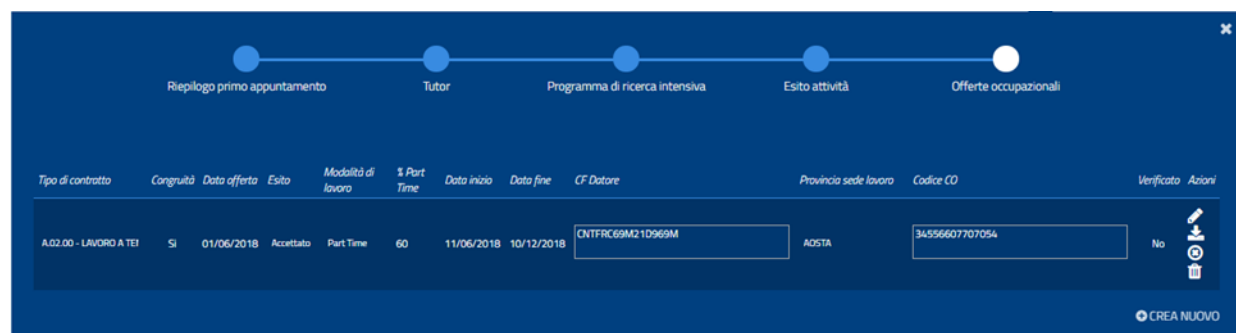 Riepilogo primo appuntamento Tutor Programma di ricerca intensiva Esito attività Offerte occupazionali
Tipo di contratto Congruità Data offerta Esito Modalità di lavoro % Part Time Data inizio Data fine CF Datore Provincia sede lavoro Codice CO Verificato Azioni
A.02.00 - LAVORO A TEI Sì 01/06/2018 Accettato Part Time 60 11/06/2018 10/12/2018 CNTFRC69M21D969M AOSTA 34556607707054 No
CREA NUOVO